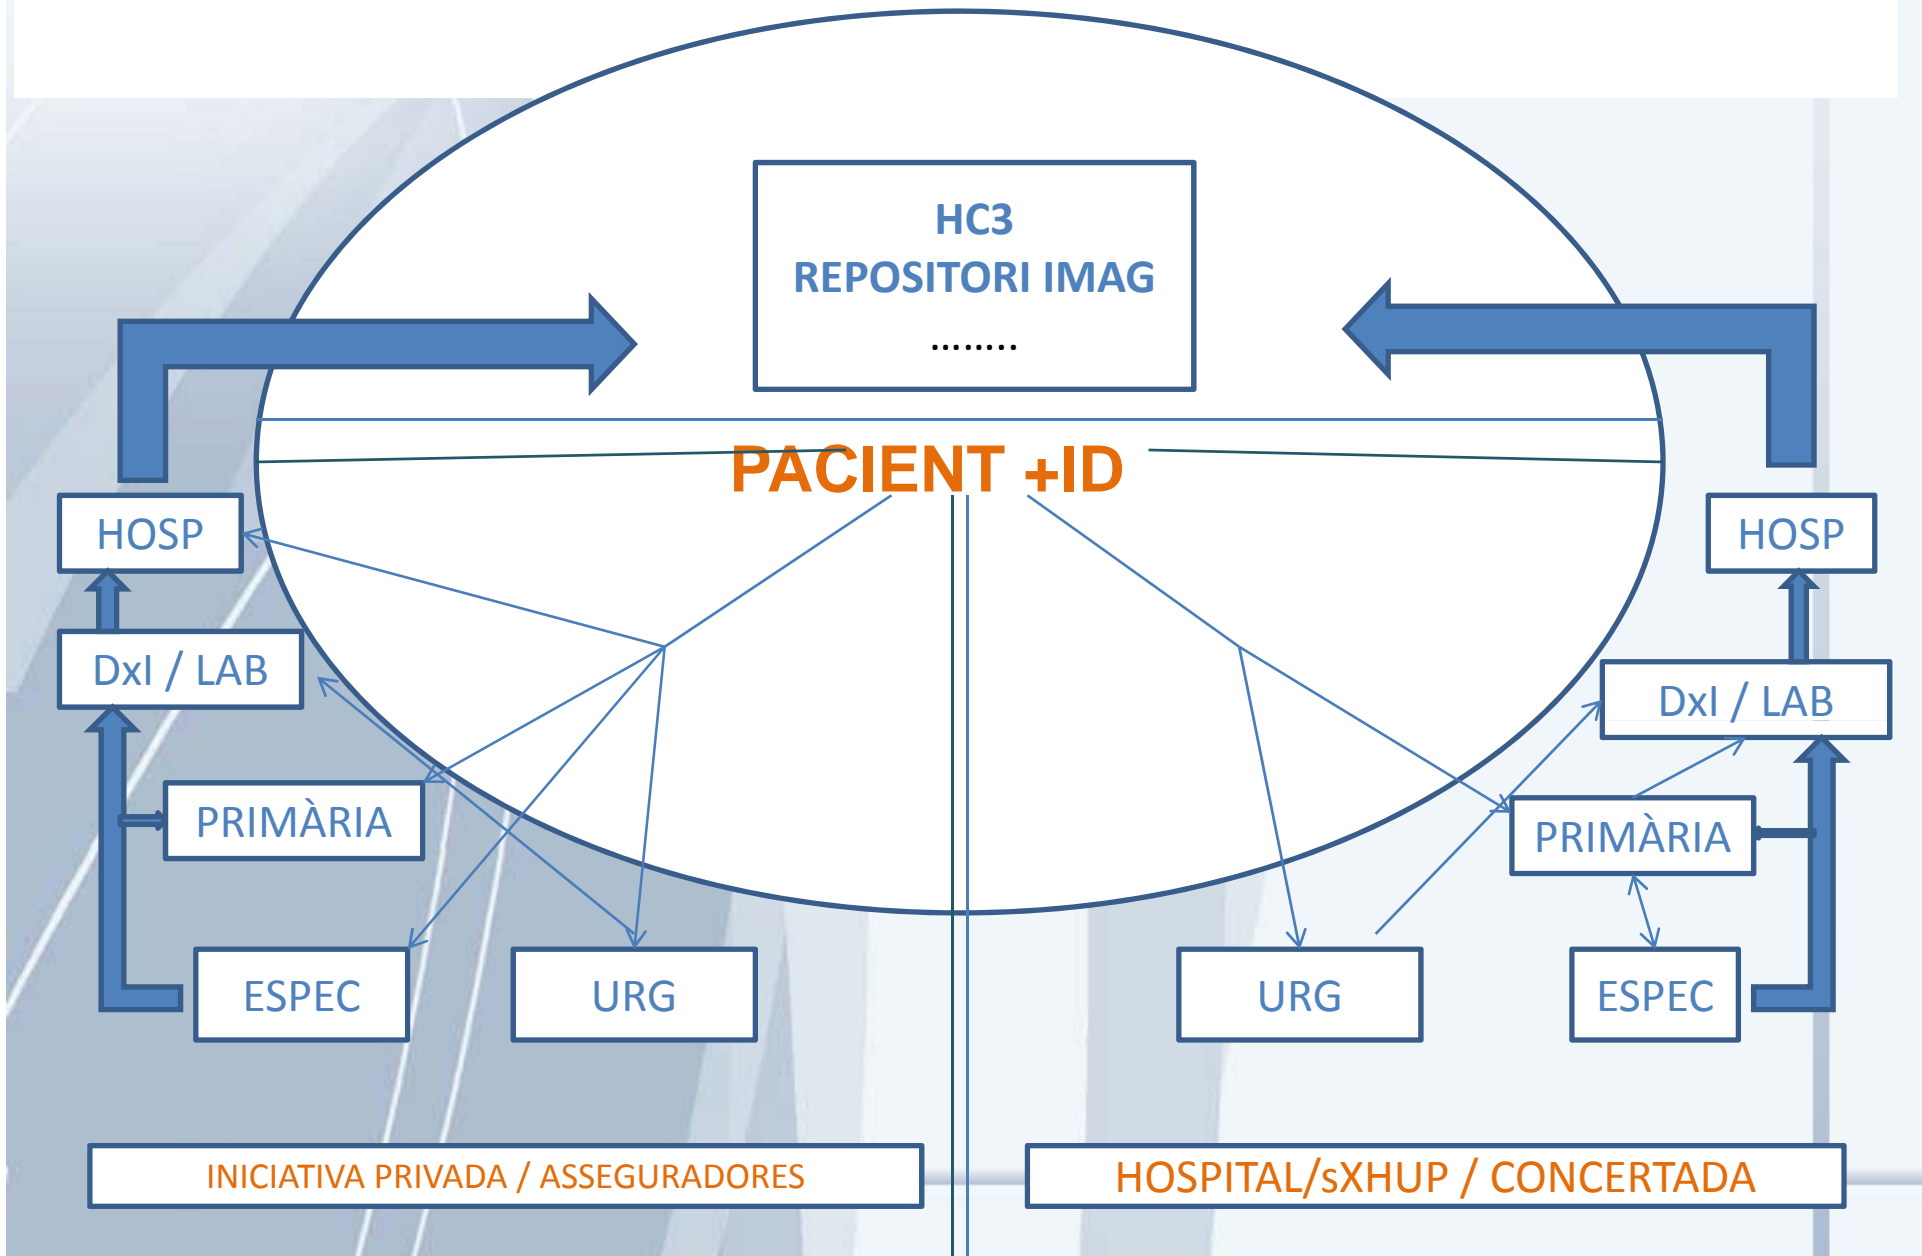 HC3
REPOSITORI IMAG
........
PACIENT +ID
HOSP
HOSP
DxI / LAB
DxI / LAB
PRIMÀRIA
PRIMÀRIA
ESPEC
URG
URG
ESPEC
INICIATIVA PRIVADA / ASSEGURADORES
HOSPITAL/sXHUP / CONCERTADA